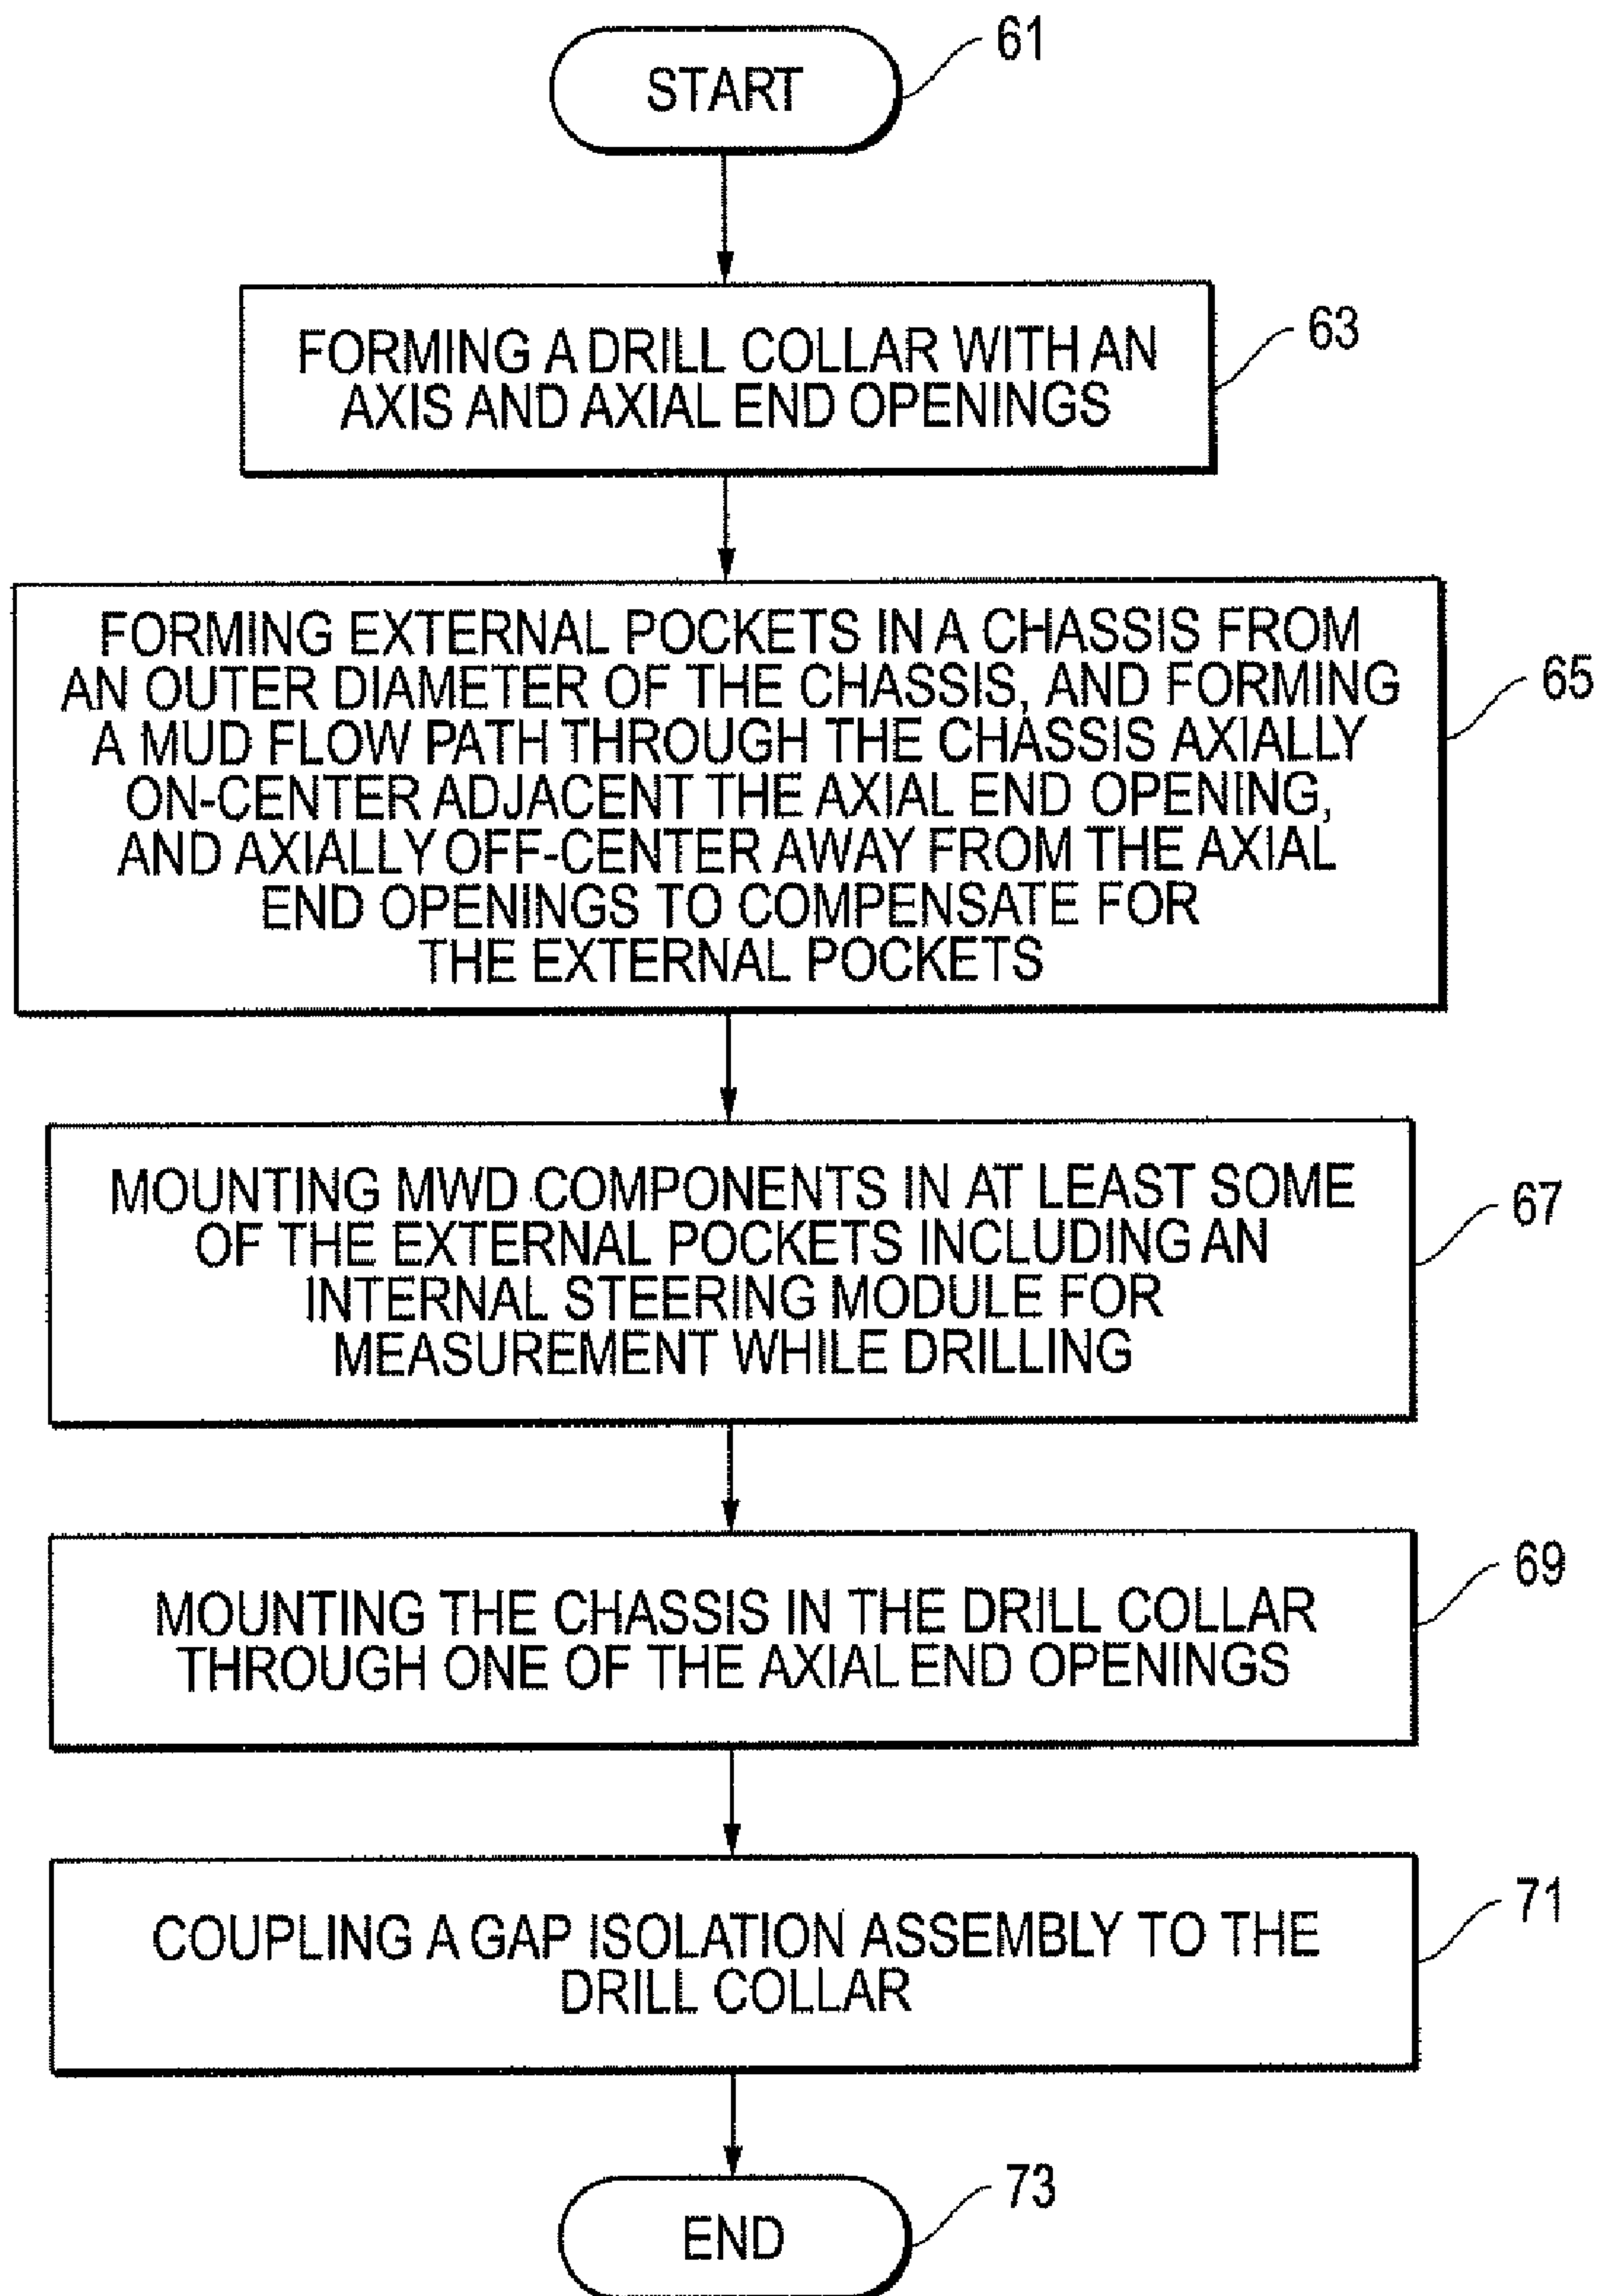 START
61
FORMING A DRILL COLLAR WITH AN
AXIS AND AXIAL END OPENINGS
63
FORMING EXTERNAL POCKETS IN A CHASSIS FROM
AN OUTER DIAMETER OF THE CHASSIS, AND FORMING
A MUD FLOW PATH THROUGH THE CHASSIS AXIALLY
ON-CENTER ADJACENT THE AXIAL END OPENING,
AND AXIALLY OFF-CENTER AWAY FROM THE AXIAL
END OPENINGS TO COMPENSATE FOR
THE EXTERNAL POCKETS
65
MOUNTING MWD COMPONENTS IN AT LEAST SOME
OF THE EXTERNAL POCKETS INCLUDING AN
INTERNAL STEERING MODULE FOR
MEASUREMENT WHILE DRILLING
67
MOUNTING THE CHASSIS IN THE DRILL COLLAR
THROUGH ONE OF THE AXIAL END OPENINGS
69
COUPLING A GAP ISOLATION ASSEMBLY TO THE
DRILL COLLAR
71
END
73